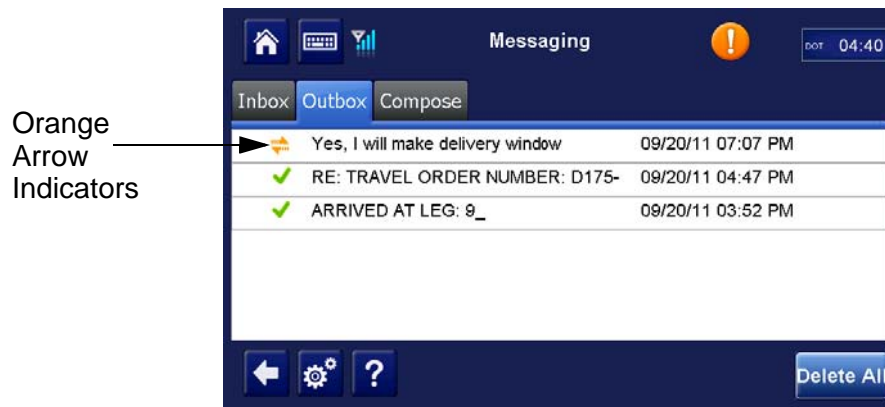 Messaging
!
DOT 04:40
Inbox Outbox Compose
Orange
Arrow
Indicators
Yes, I will make delivery window 09/20/11 07:07 PM
RE: TRAVEL ORDER NUMBER: D175- 09/20/11 04:47 PM
ARRIVED AT LEG: 9_ 09/20/11 03:52 PM
? Delete All